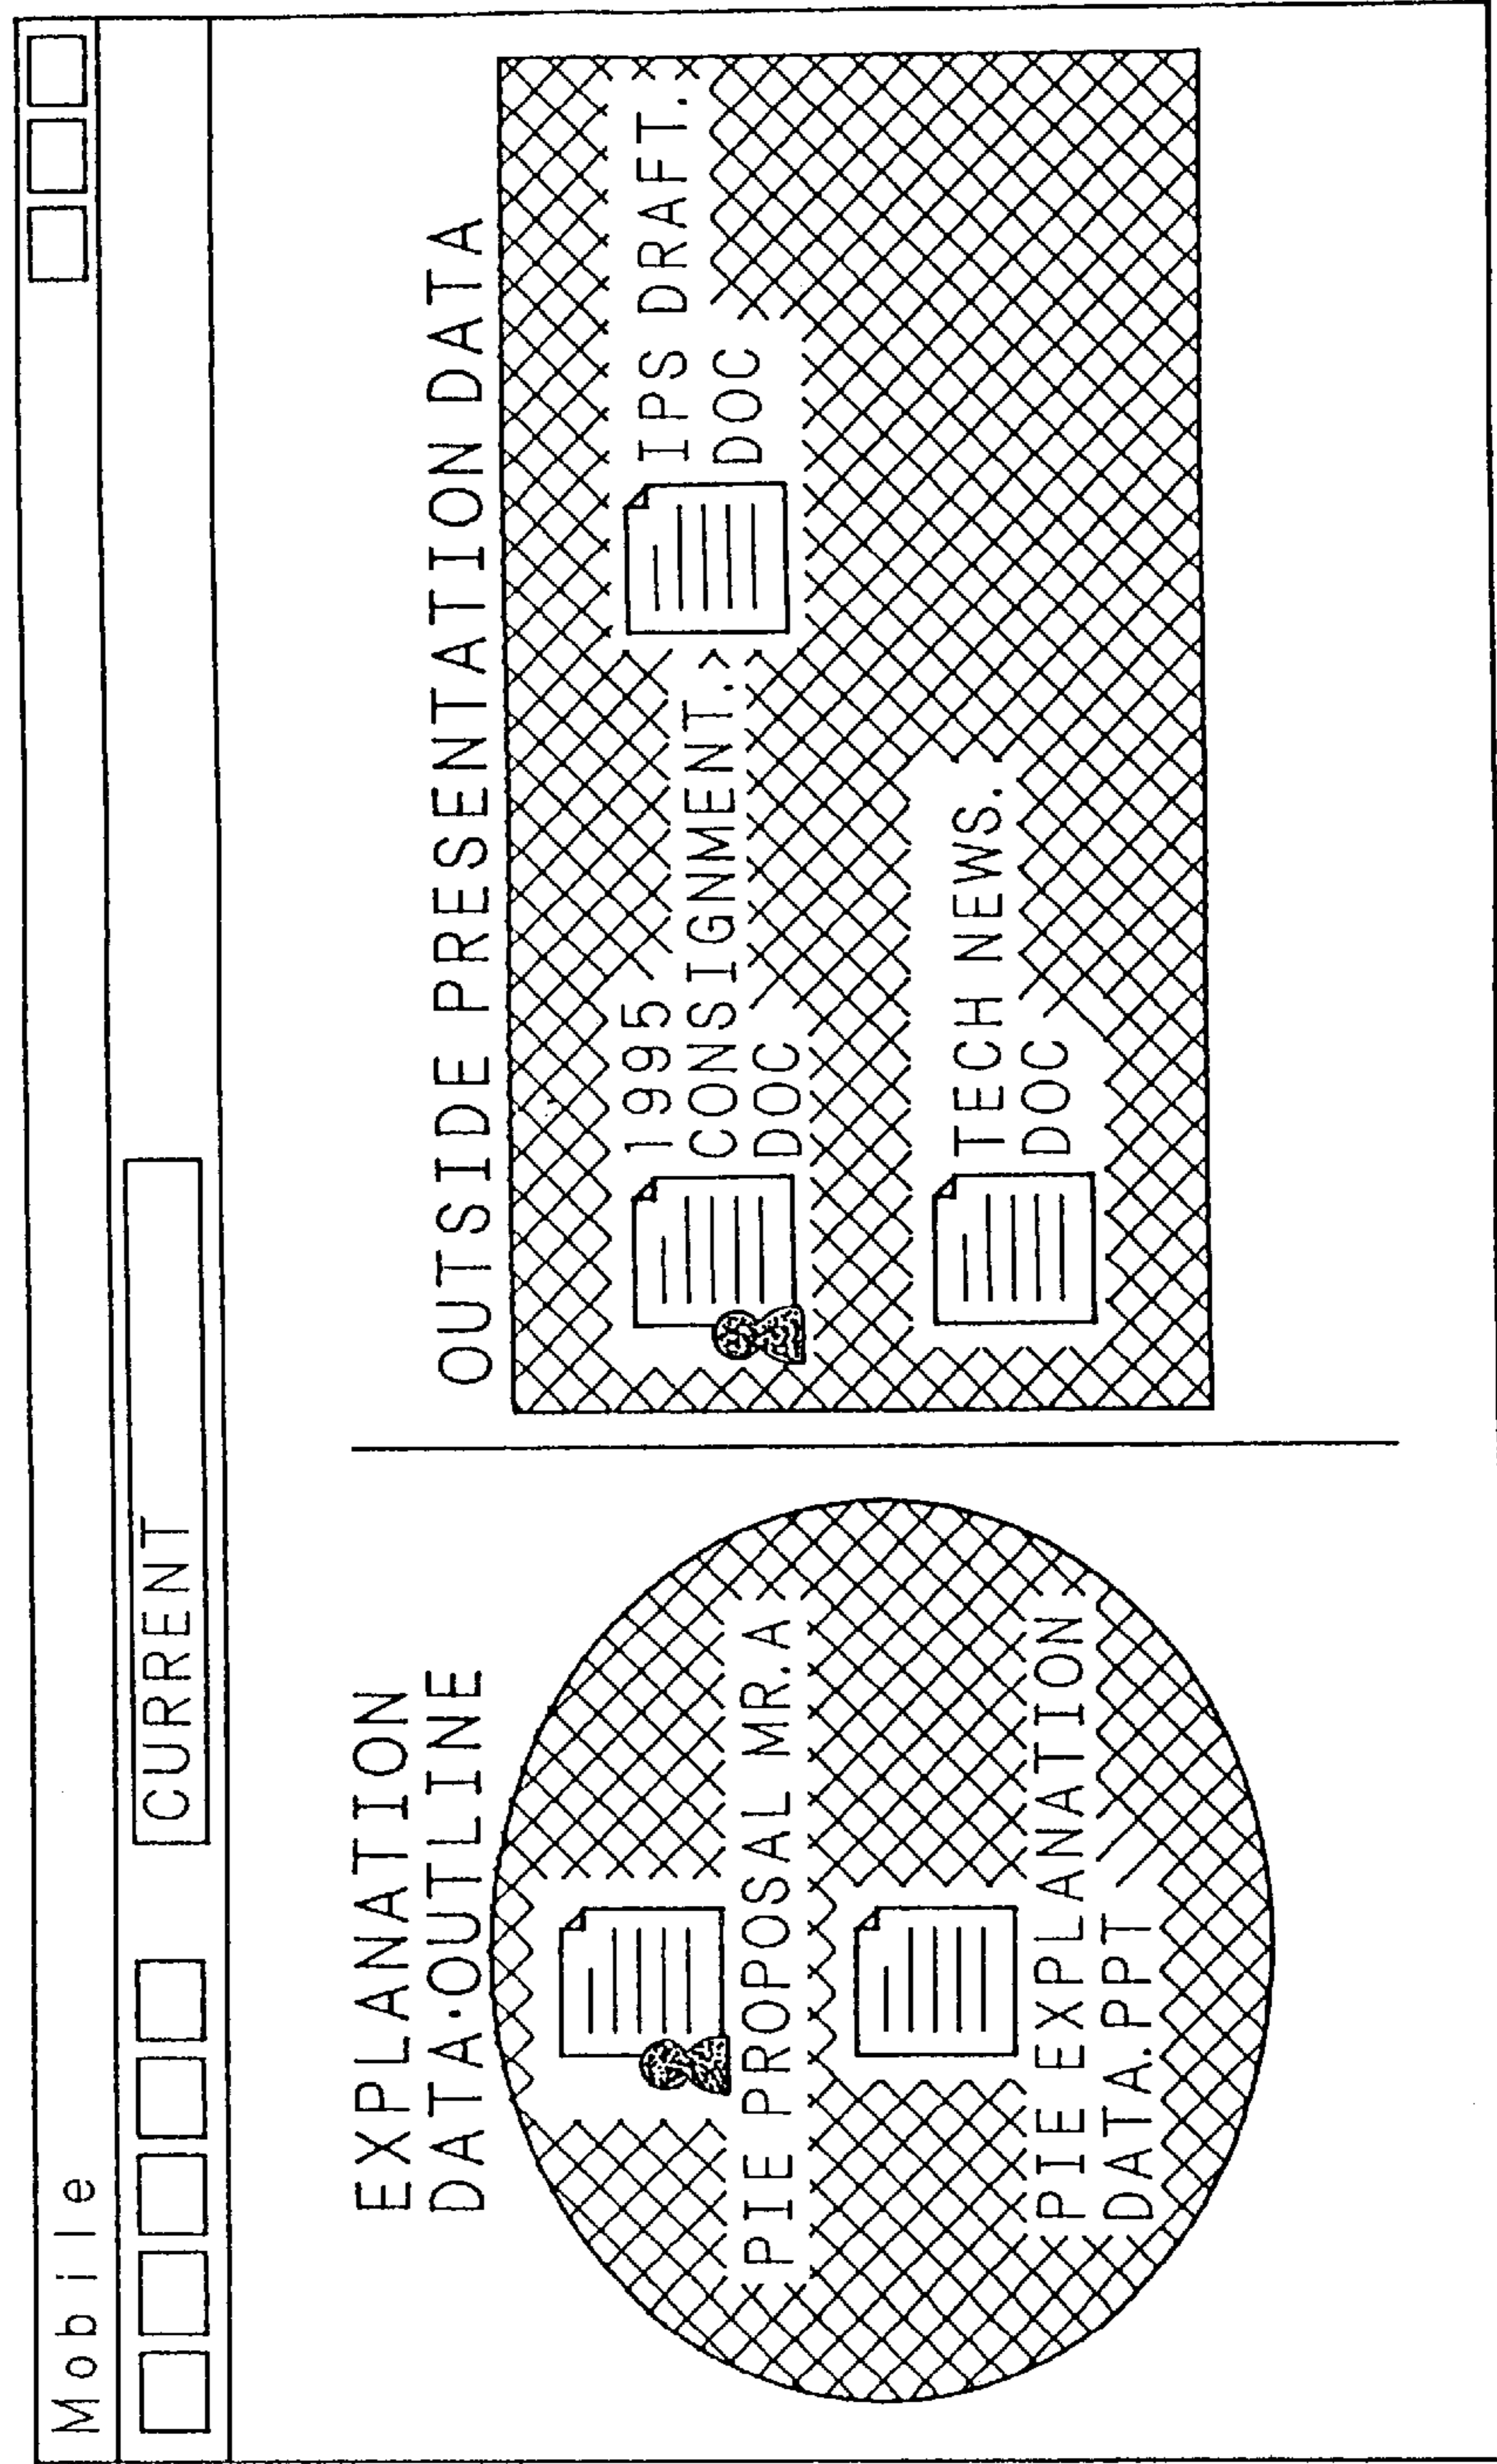 Mobile
CURRENT
EXPLANATION
DATA·OUTLINE
PIE PROPOSAL MR.A
PIE EXPLANATION
DATA.PPT
OUTSIDE PRESENTATION DATA
1995
CONSIGNMENT.
DOC
IPS DRAFT.
DOC
TECH NEWS.
DOC